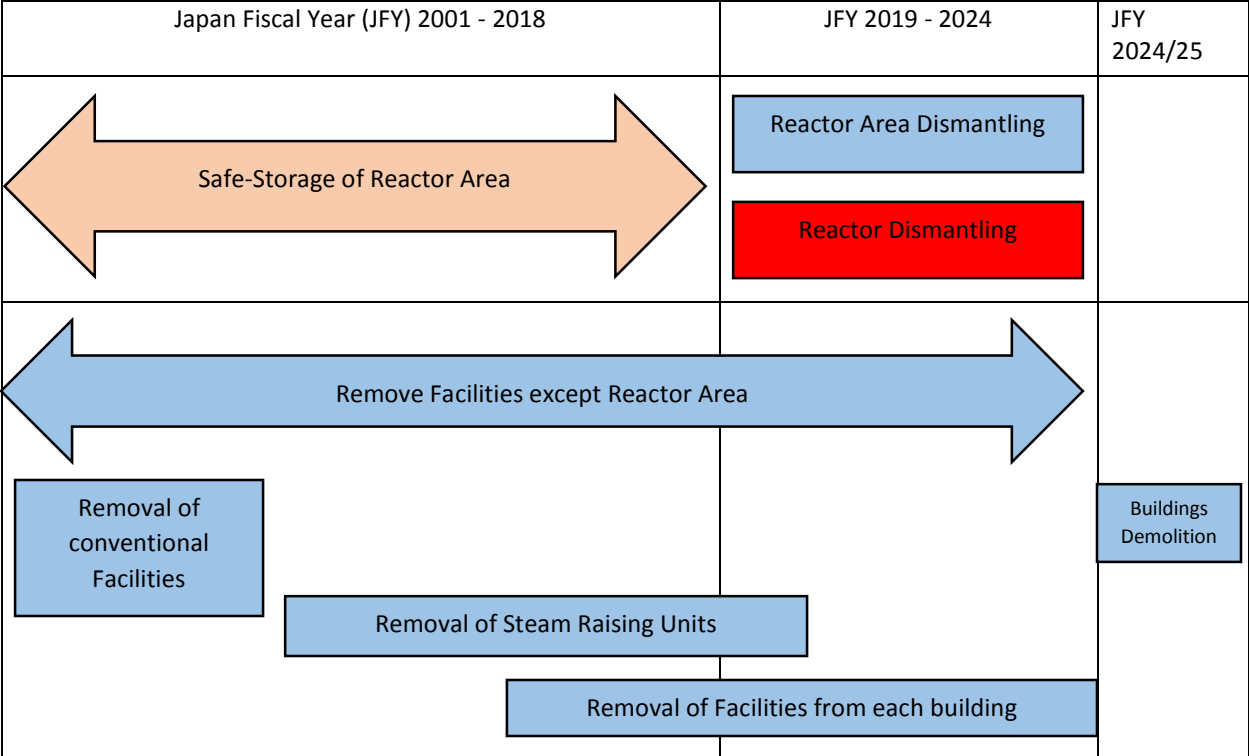 Japan Fiscal Year (JFY) 2001 - 2018
JFY 2019 - 2024
JFY
2024/25
Safe-Storage of Reactor Area
Reactor Area Dismantling
Reactor Dismantling
Remove Facilities except Reactor Area
Removal of
conventional
Facilities
Buildings
Demolition
Removal of Steam Raising Units
Removal of Facilities from each building